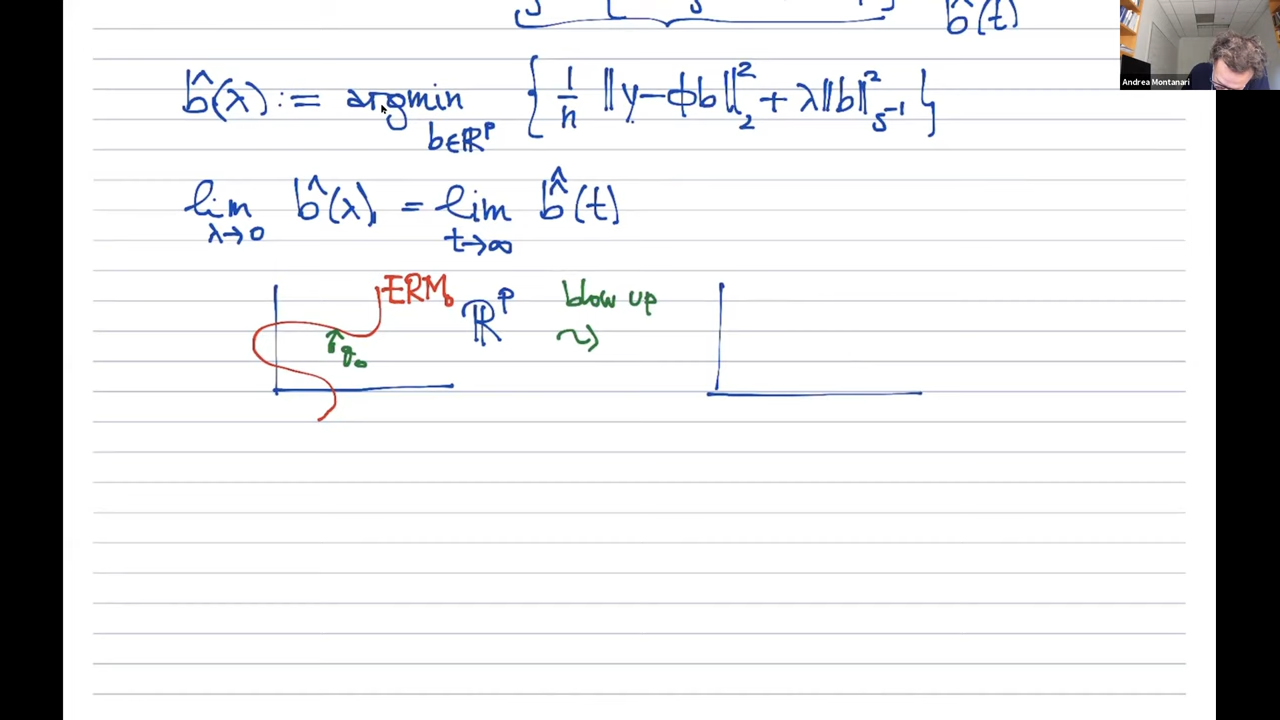 b̂(t)
Andrea Montanari
b̂(λ) := argmin_{b∈ℝ^p} { 1/n ‖y−ϕb‖₂² + λ‖b‖²_{S^{-1}} }
lim_{λ→0} b̂(λ) = lim_{t→∞} b̂̂(t)
ERM₀ ℝ^p blow up